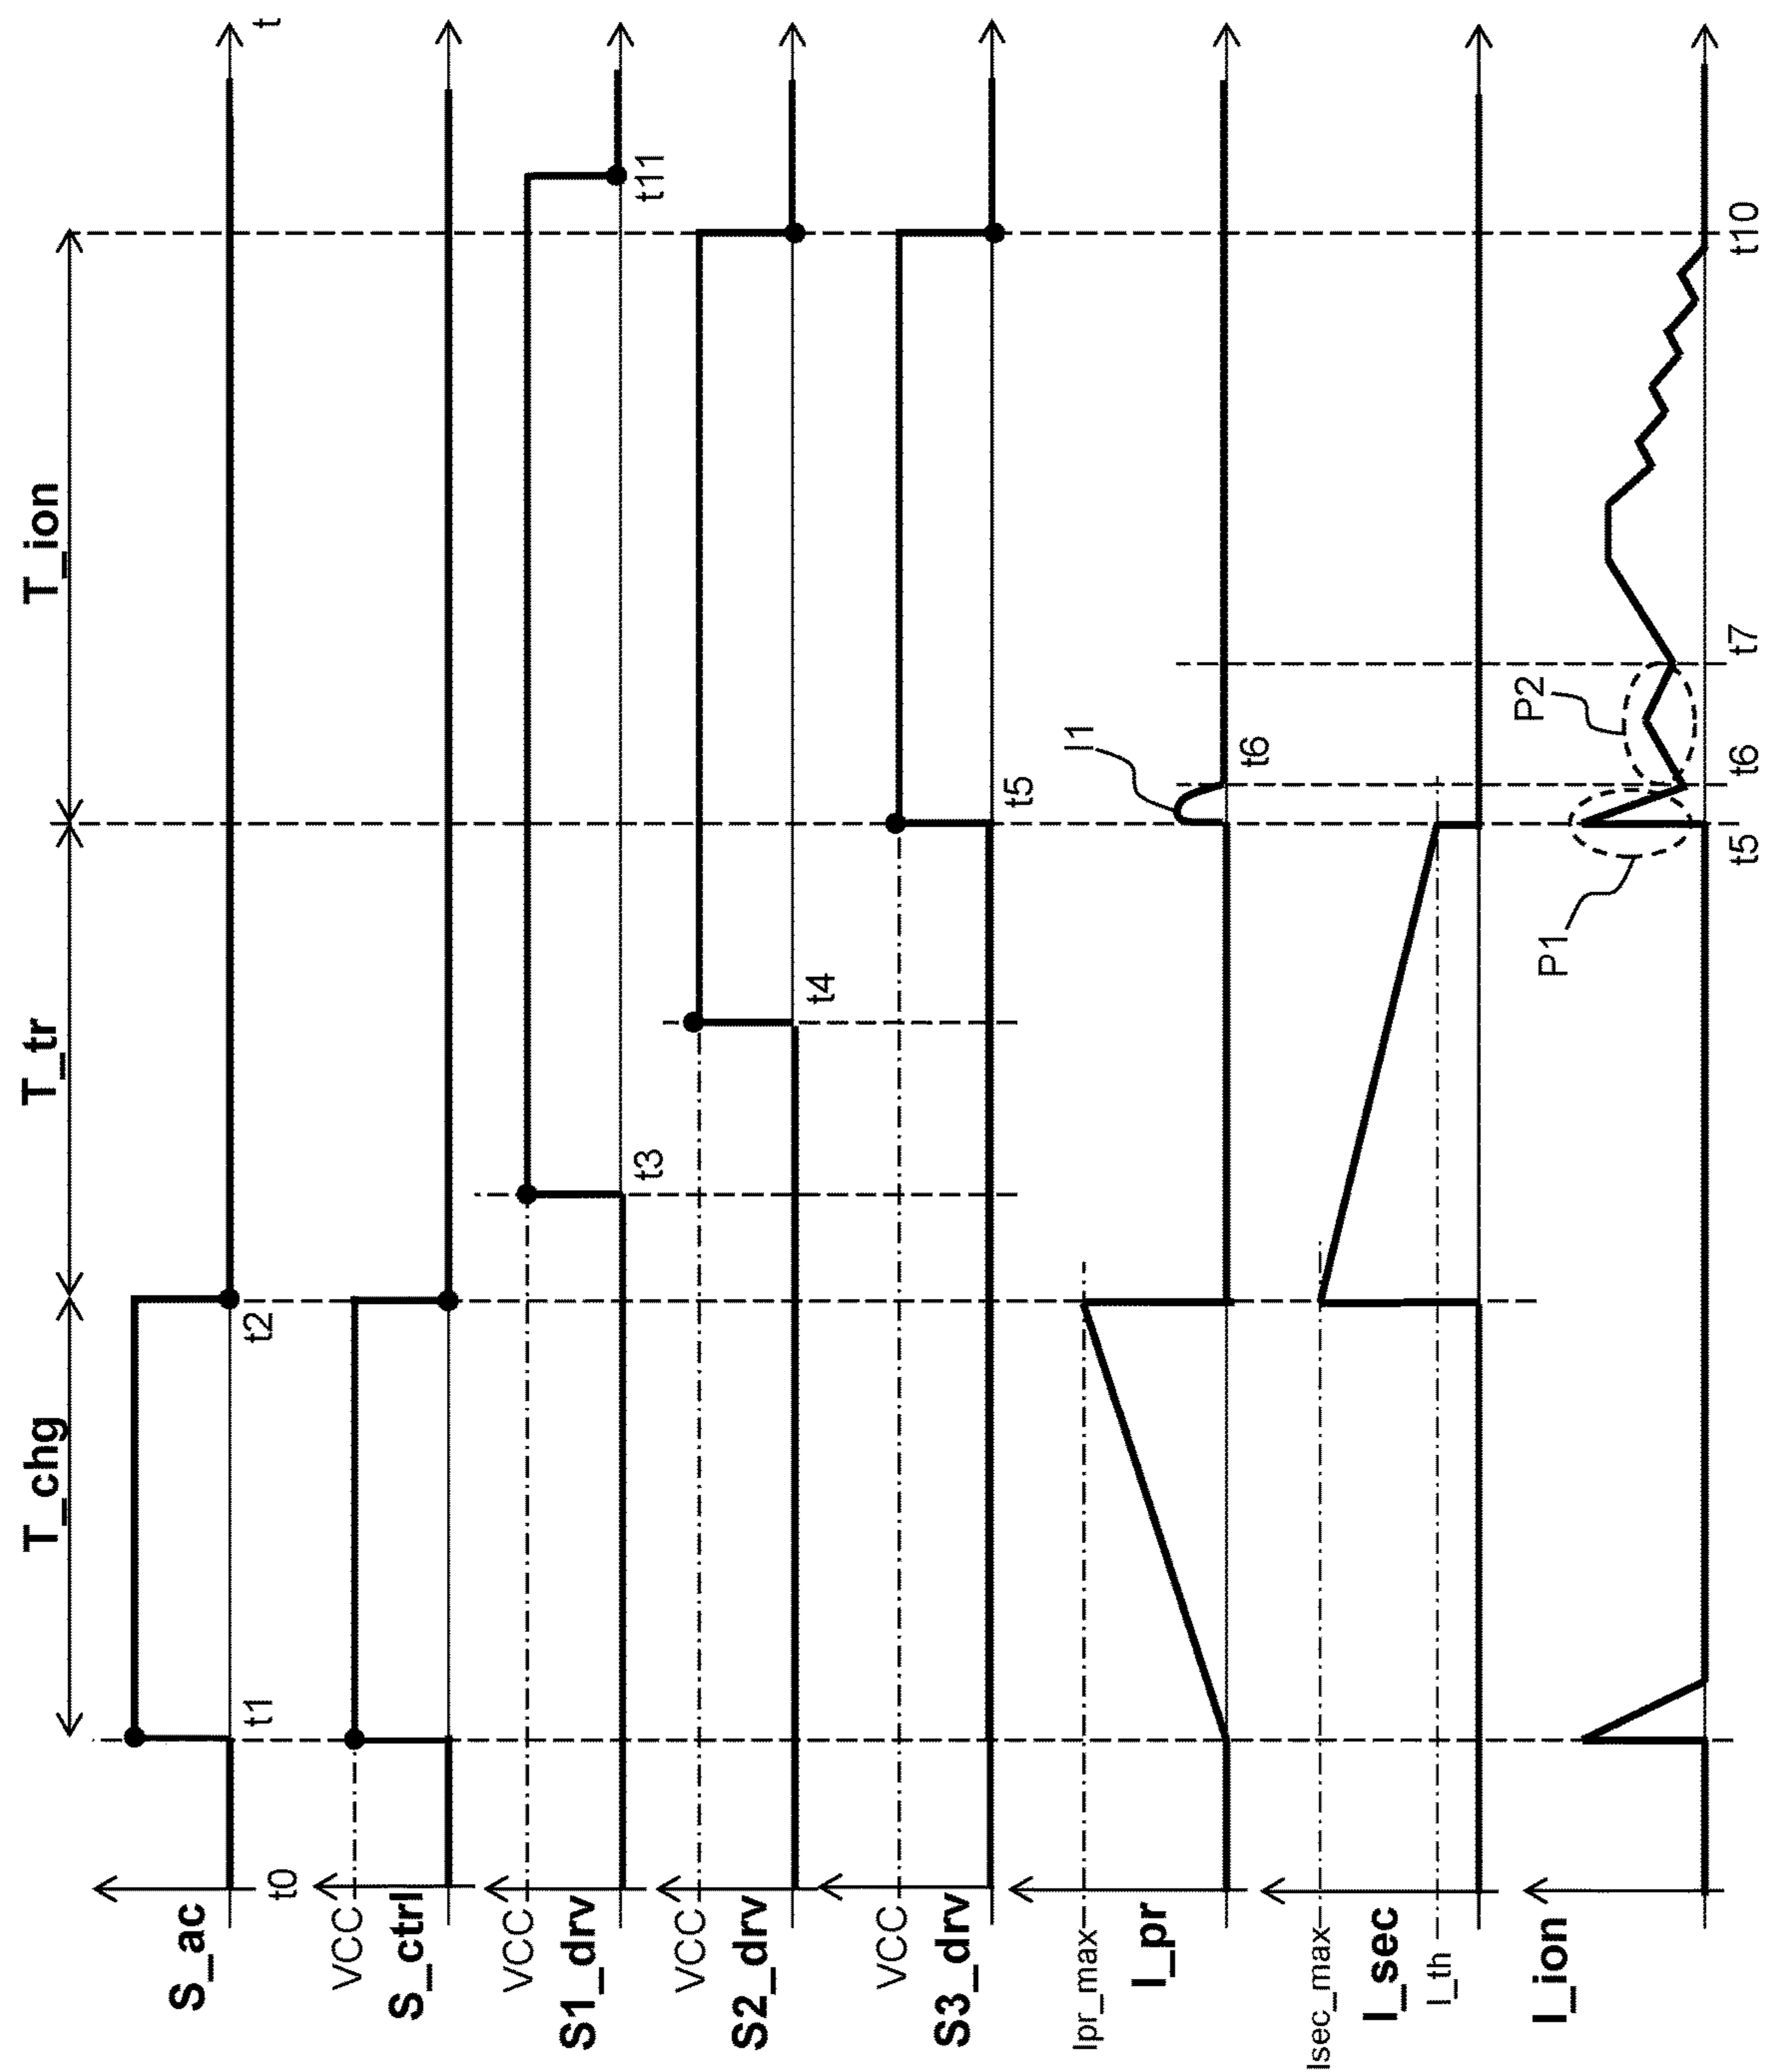 T_chg
T_tr
T_ion
S_ac
t0
t1
t2
t
VCC
S_ctrl
VCC
S1_drv
t3
t11
VCC
S2_drv
t4
VCC
S3_drv
t5
Ipr_max
I_pr
I1
t6
Isec_max
I_sec
I_th
I_ion
P1
P2
t5
t6
t7
t10